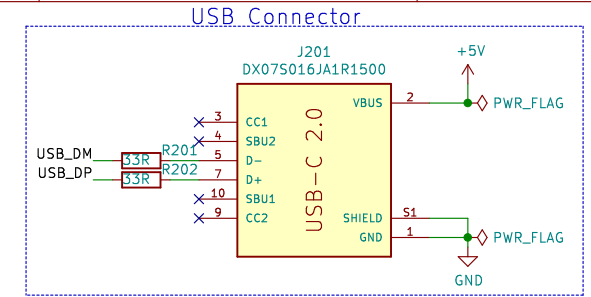 USB Connector
J201
DX07S016JA1R1500
+5V
VBUS 2 PWR_FLAG
3 CC1
4 SBU2
USB_DM 33R R201 5 D-
USB_DP 33R R202 7 D+
10 SBU1
9 CC2
USB-C 2.0
SHIELD S1
GND 1 PWR_FLAG
GND